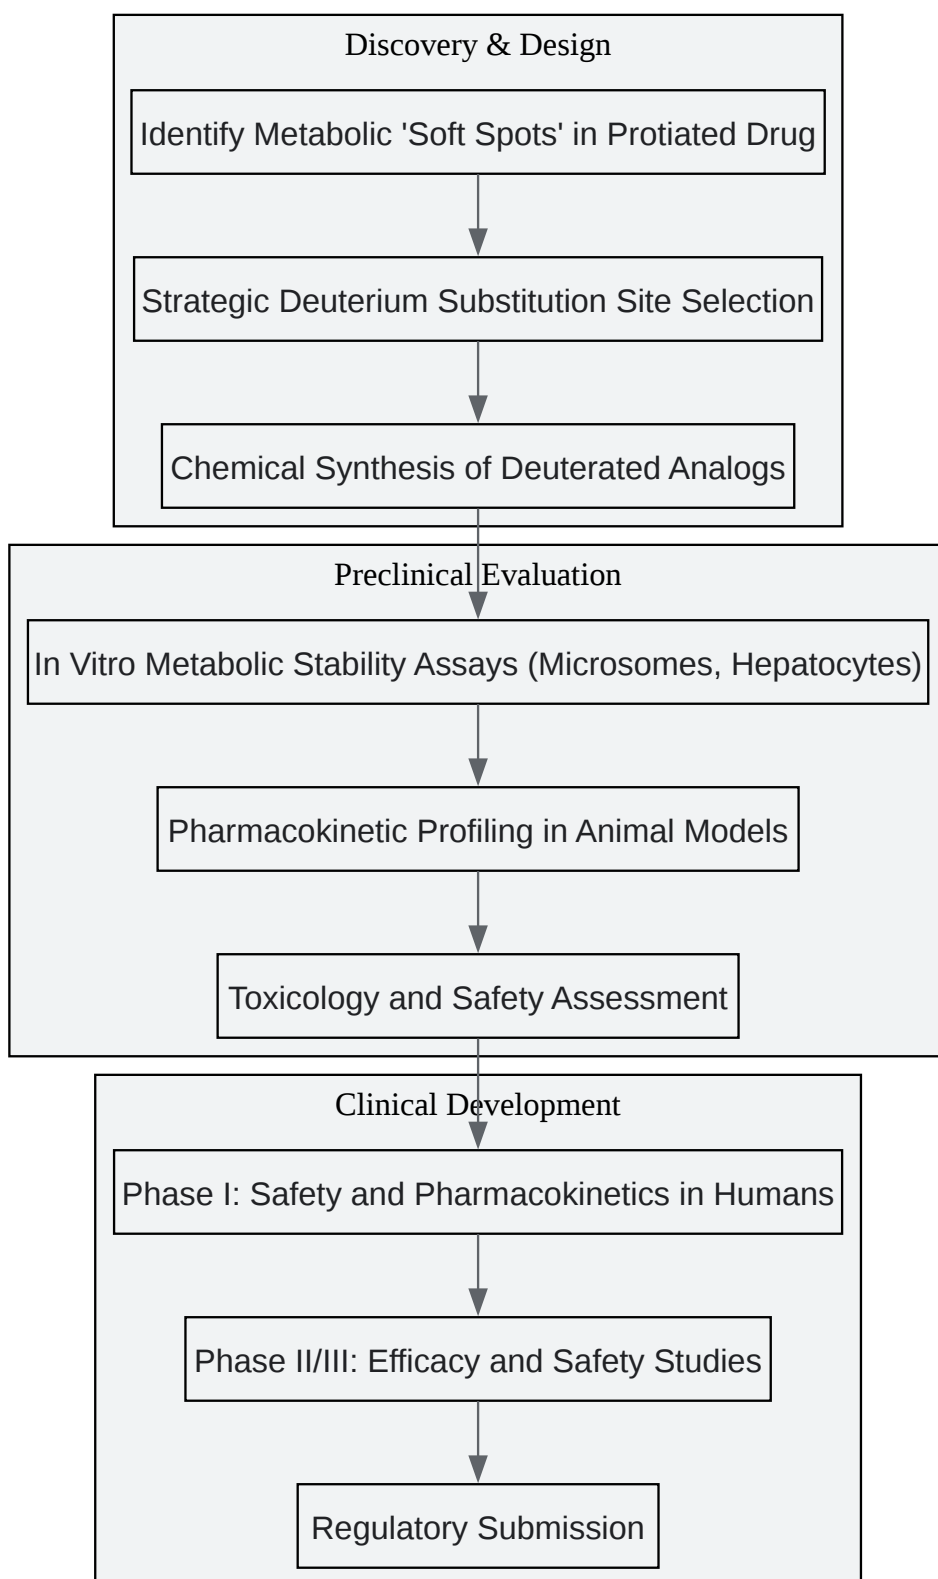 Discovery & Design
Identify Metabolic 'Soft Spots' in Protiated Drug
Strategic Deuterium Substitution Site Selection
Chemical Synthesis of Deuterated Analogs
Preclinical Evaluation
In Vitro Metabolic Stability Assays (Microsomes, Hepatocytes)
Pharmacokinetic Profiling in Animal Models
Toxicology and Safety Assessment
Clinical Development
Phase I: Safety and Pharmacokinetics in Humans
Phase II/III: Efficacy and Safety Studies
Regulatory Submission